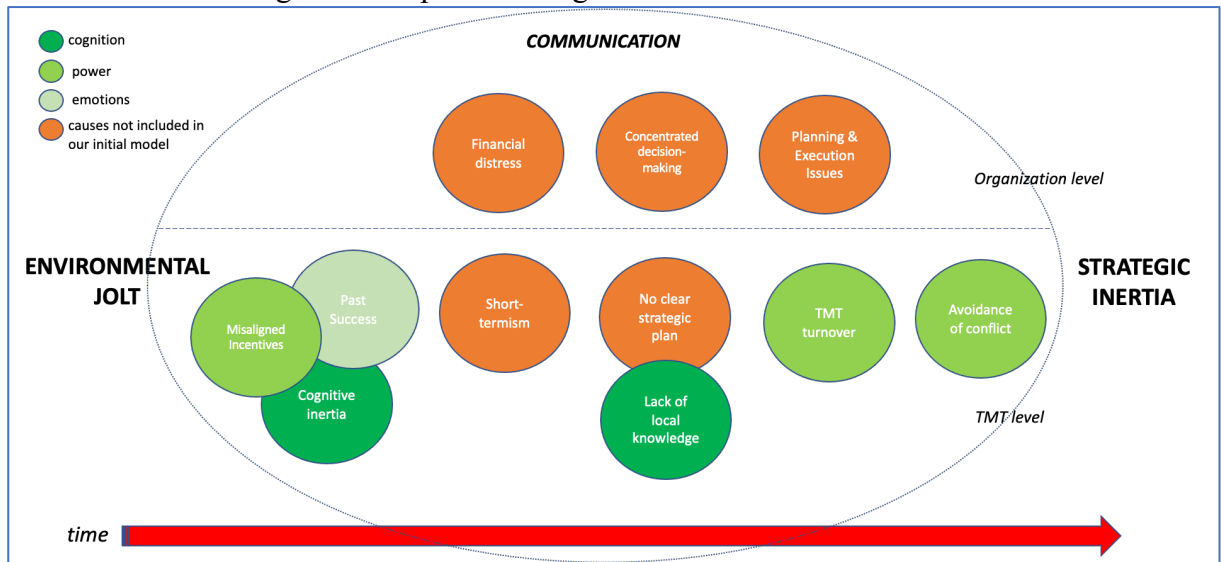 COMMUNICATION
cognition
power
emotions
causes not included in
our initial model
Financial
distress
Concentrated
decision-
making
Planning &
Execution
Issues
Organization level
ENVIRONMENTAL
JOLT
STRATEGIC
INERTIA
Misaligned
Incentives
Past
Success
Cognitive
inertia
Short-
termism
No clear
strategic
plan
Lack of
local
knowledge
TMT
turnover
Avoidance
of conflict
TMT level
time